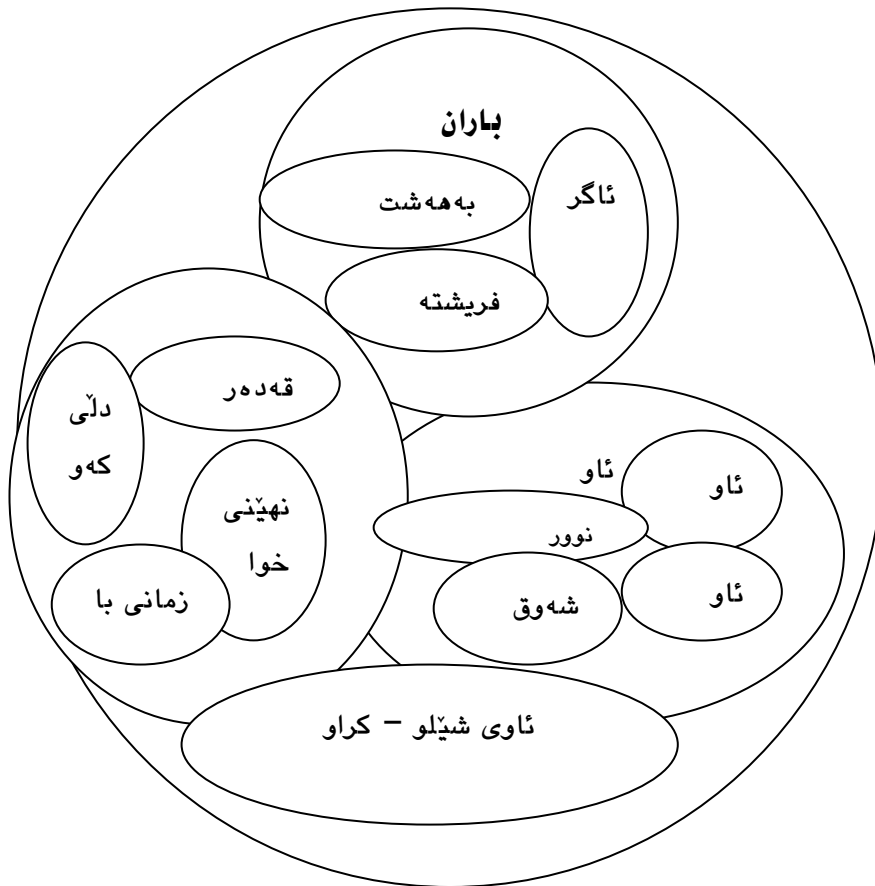 باران
ئاگر
بەهەشت
فریشتە
قەدەر
دڵی
کەو
نهێنی
خوا
زمانی با
ئاو
ئاو
نوور
شەوق
ئاو
ئاوی شێلو – کراو